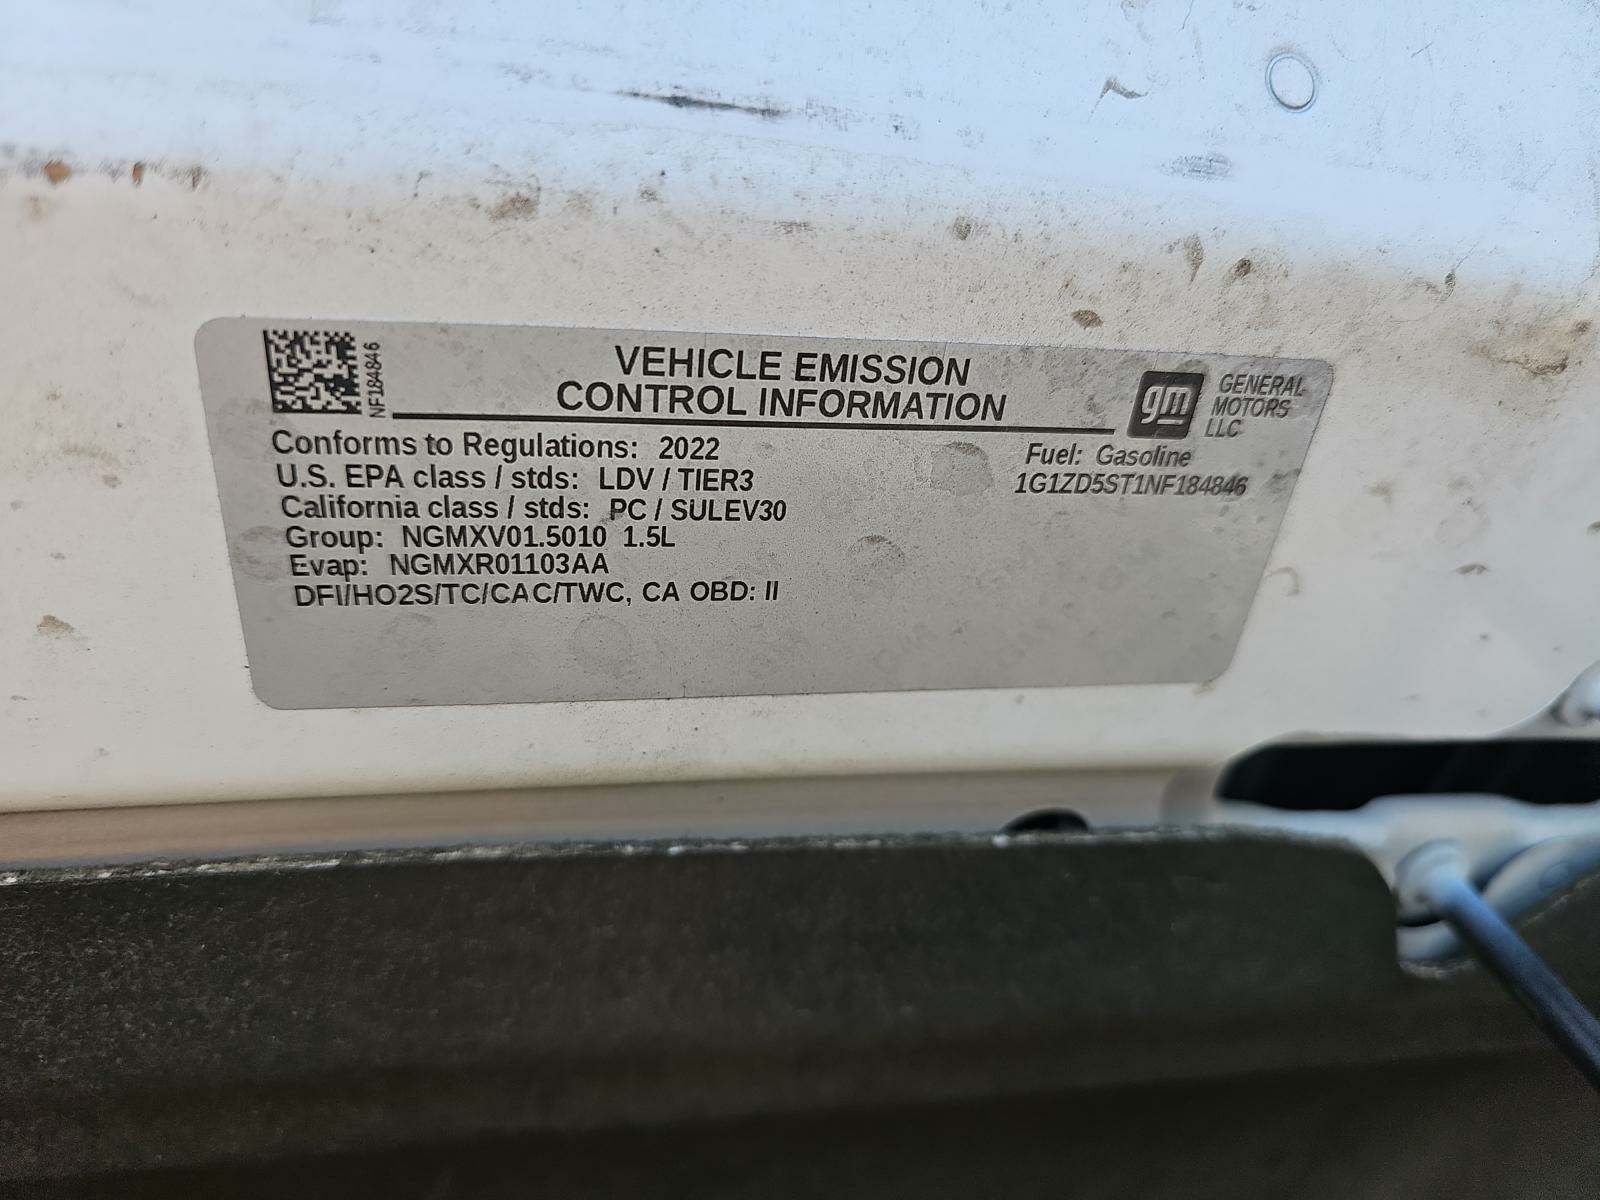 NF184846
VEHICLE EMISSION
CONTROL INFORMATION
gm
GENERAL
MOTORS
LLC
Conforms to Regulations: 2022
Fuel: Gasoline
U.S. EPA class / stds: LDV / TIER3
1G1ZD5ST1NF184846
California class / stds: PC / SULEV30
Group: NGMXV01.5010 1.5L
Evap: NGMXR01103AA
DFI/HO2S/TC/CAC/TWC, CA OBD: II